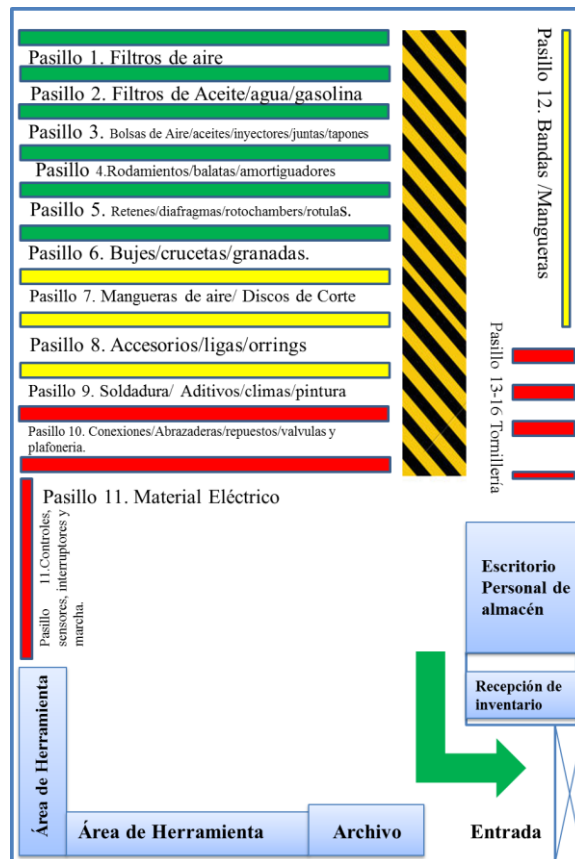 Pasillo 1. Filtros de aire
Pasillo 2. Filtros de Aceite/agua/gasolina
Pasillo 3. Bolsas de Aire/aceites/inyectores/juntas/tapones
Pasillo 4.Rodamientos/balatas/amortiguadores
Pasillo 5. Retenes/diafragmas/rotochambers/rotulas.
Pasillo 6. Bujes/crucetas/granadas.
Pasillo 7. Mangueras de aire/ Discos de Corte
Pasillo 8. Accesorios/ligas/orrings
Pasillo 9. Soldadura/ Aditivos/climas/pintura
Pasillo 10. Conexiones/Abrazaderas/repuestos/valvulas y
plafoneria.
Pasillo 11. Material Eléctrico
Pasillo 11.Controles,
sensores, interruptores y
marcha.
Pasillo 12. Bandas /Mangueras
Pasillo 13-16 Tornillería
Escritorio
Personal de
almacén
Recepción de
inventario
Área de Herramienta
Área de Herramienta
Archivo
Entrada